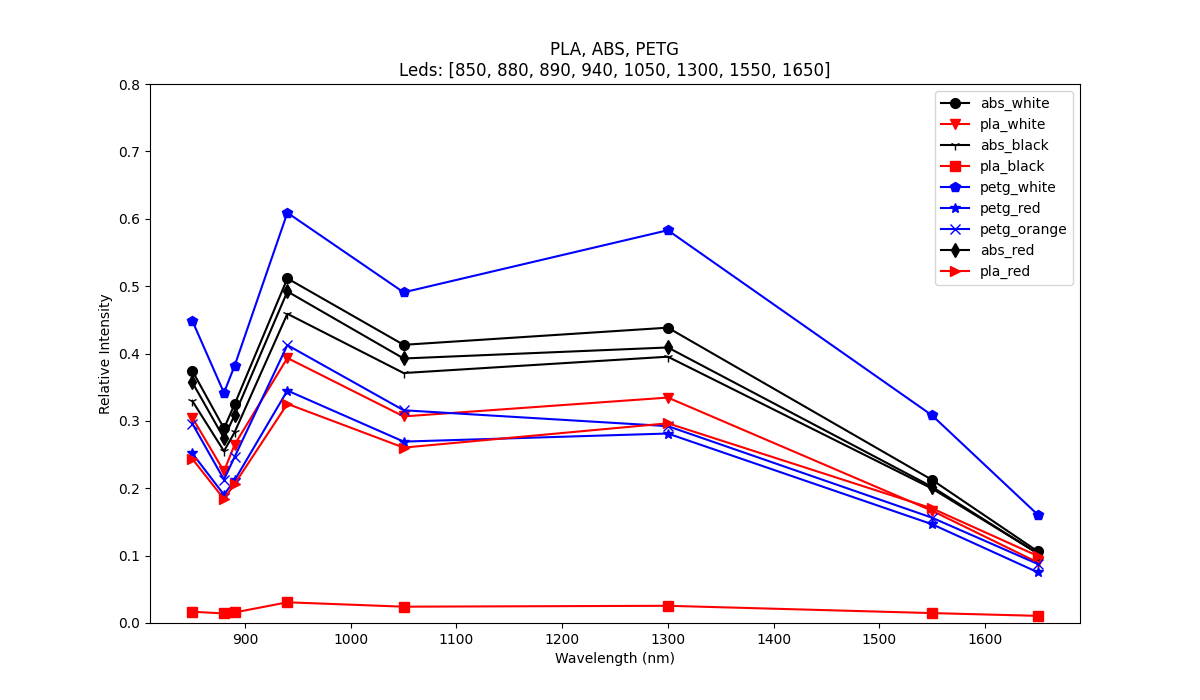 PLA, ABS, PETG
Leds: [850, 880, 890, 940, 1050, 1300, 1550, 1650]
0.8
0.7
0.6
0.5
0.4
0.3
0.2
0.1
0.0
Relative Intensity
abs_white
pla_white
abs_black
pla_black
petg_white
petg_red
petg_orange
abs_red
pla_red
900 1000 1100 1200 1300 1400 1500 1600
Wavelength (nm)